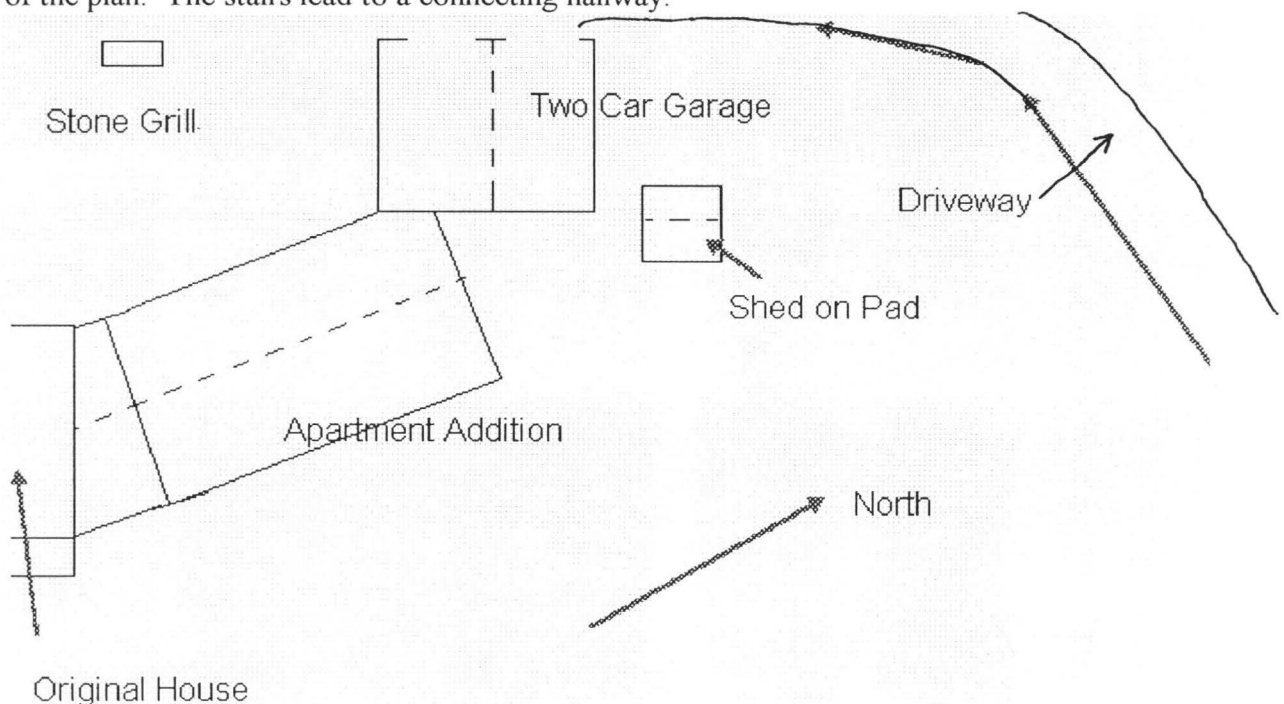 of the plan. The stairs lead to a connecting hallway.
Stone Grill
Two Car Garage
Driveway
Shed on Pad
Apartment Addition
North
Original House